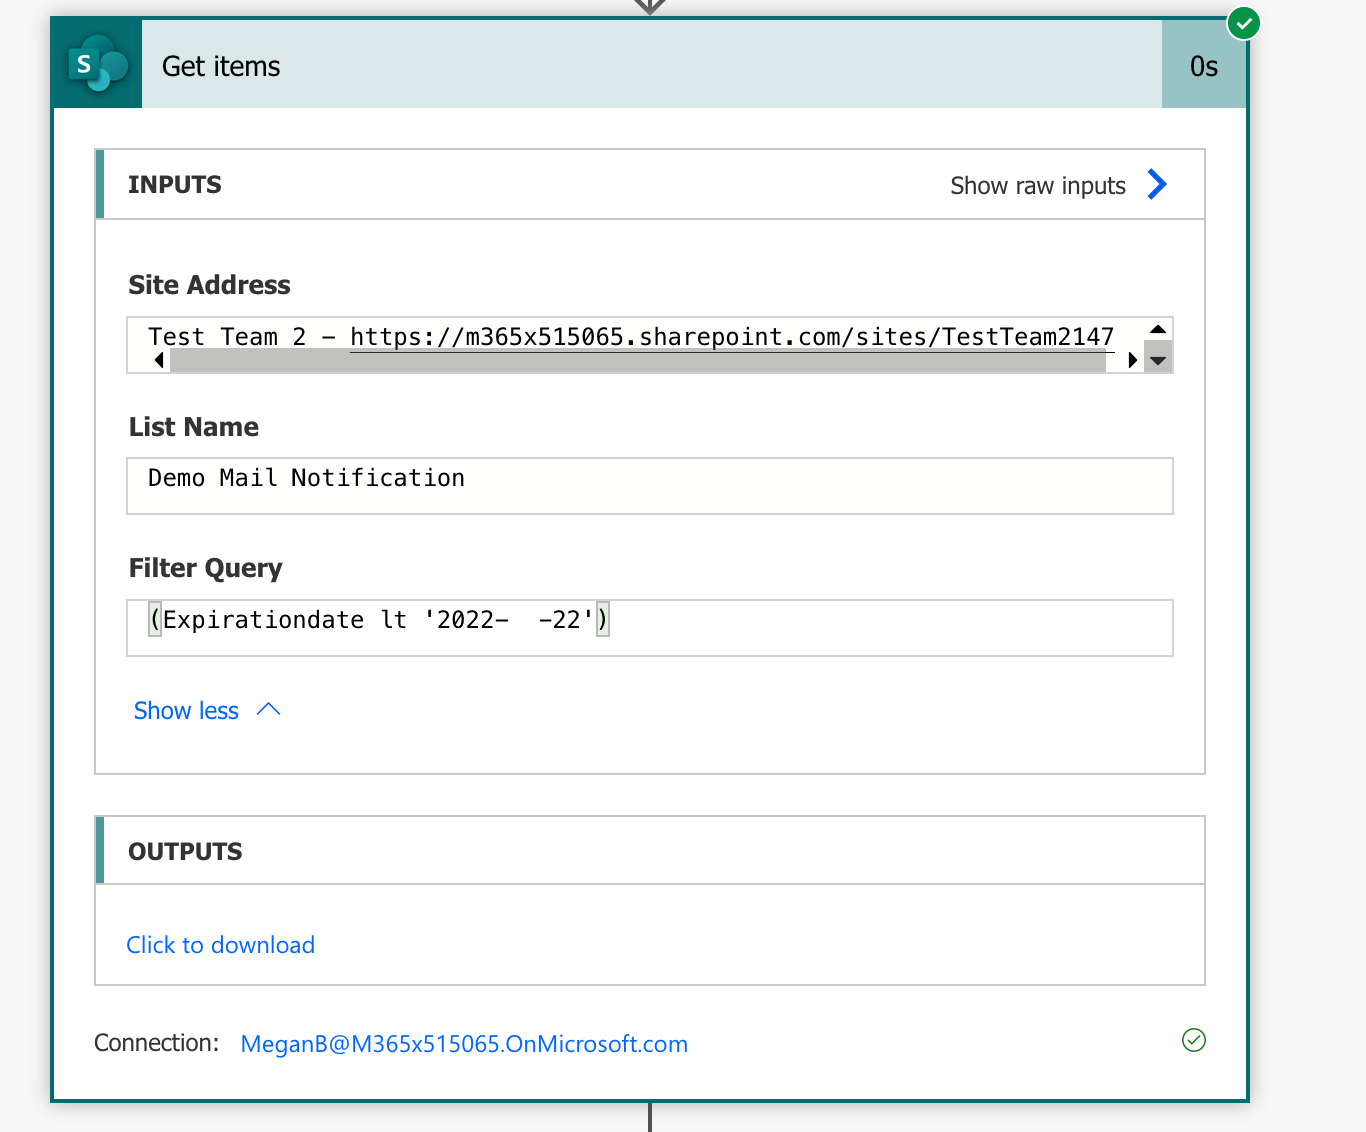 S
Get items
0s
INPUTS
Show raw inputs
Site Address
Test Team 2 - https://m365x515065.sharepoint.com/sites/TestTeam2147
List Name
Demo Mail Notification
Filter Query
(Expirationdate lt '2022-  -22')
Show less
OUTPUTS
Click to download
Connection: MeganB@M365x515065.OnMicrosoft.com